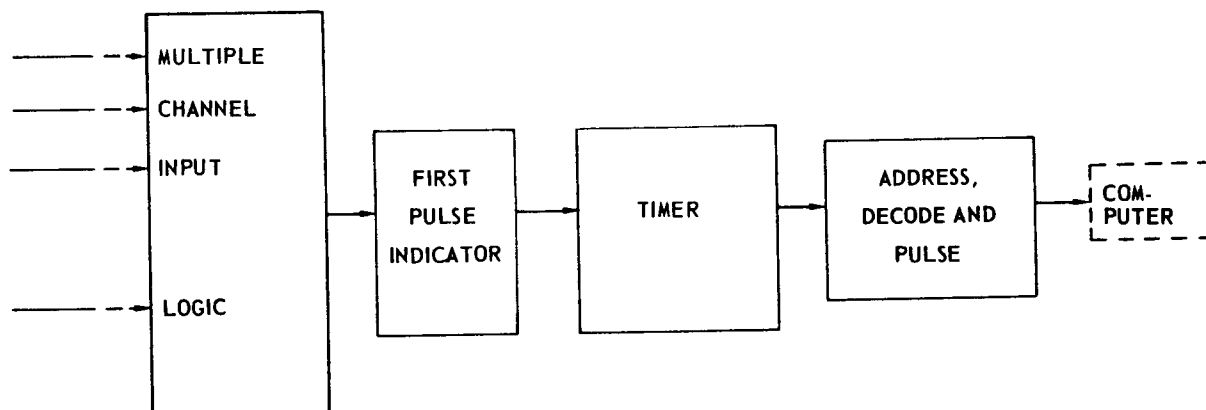 MULTIPLE
CHANNEL
INPUT
LOGIC
FIRST
PULSE
INDICATOR
TIMER
ADDRESS,
DECODE AND
PULSE
COM-
PUTER